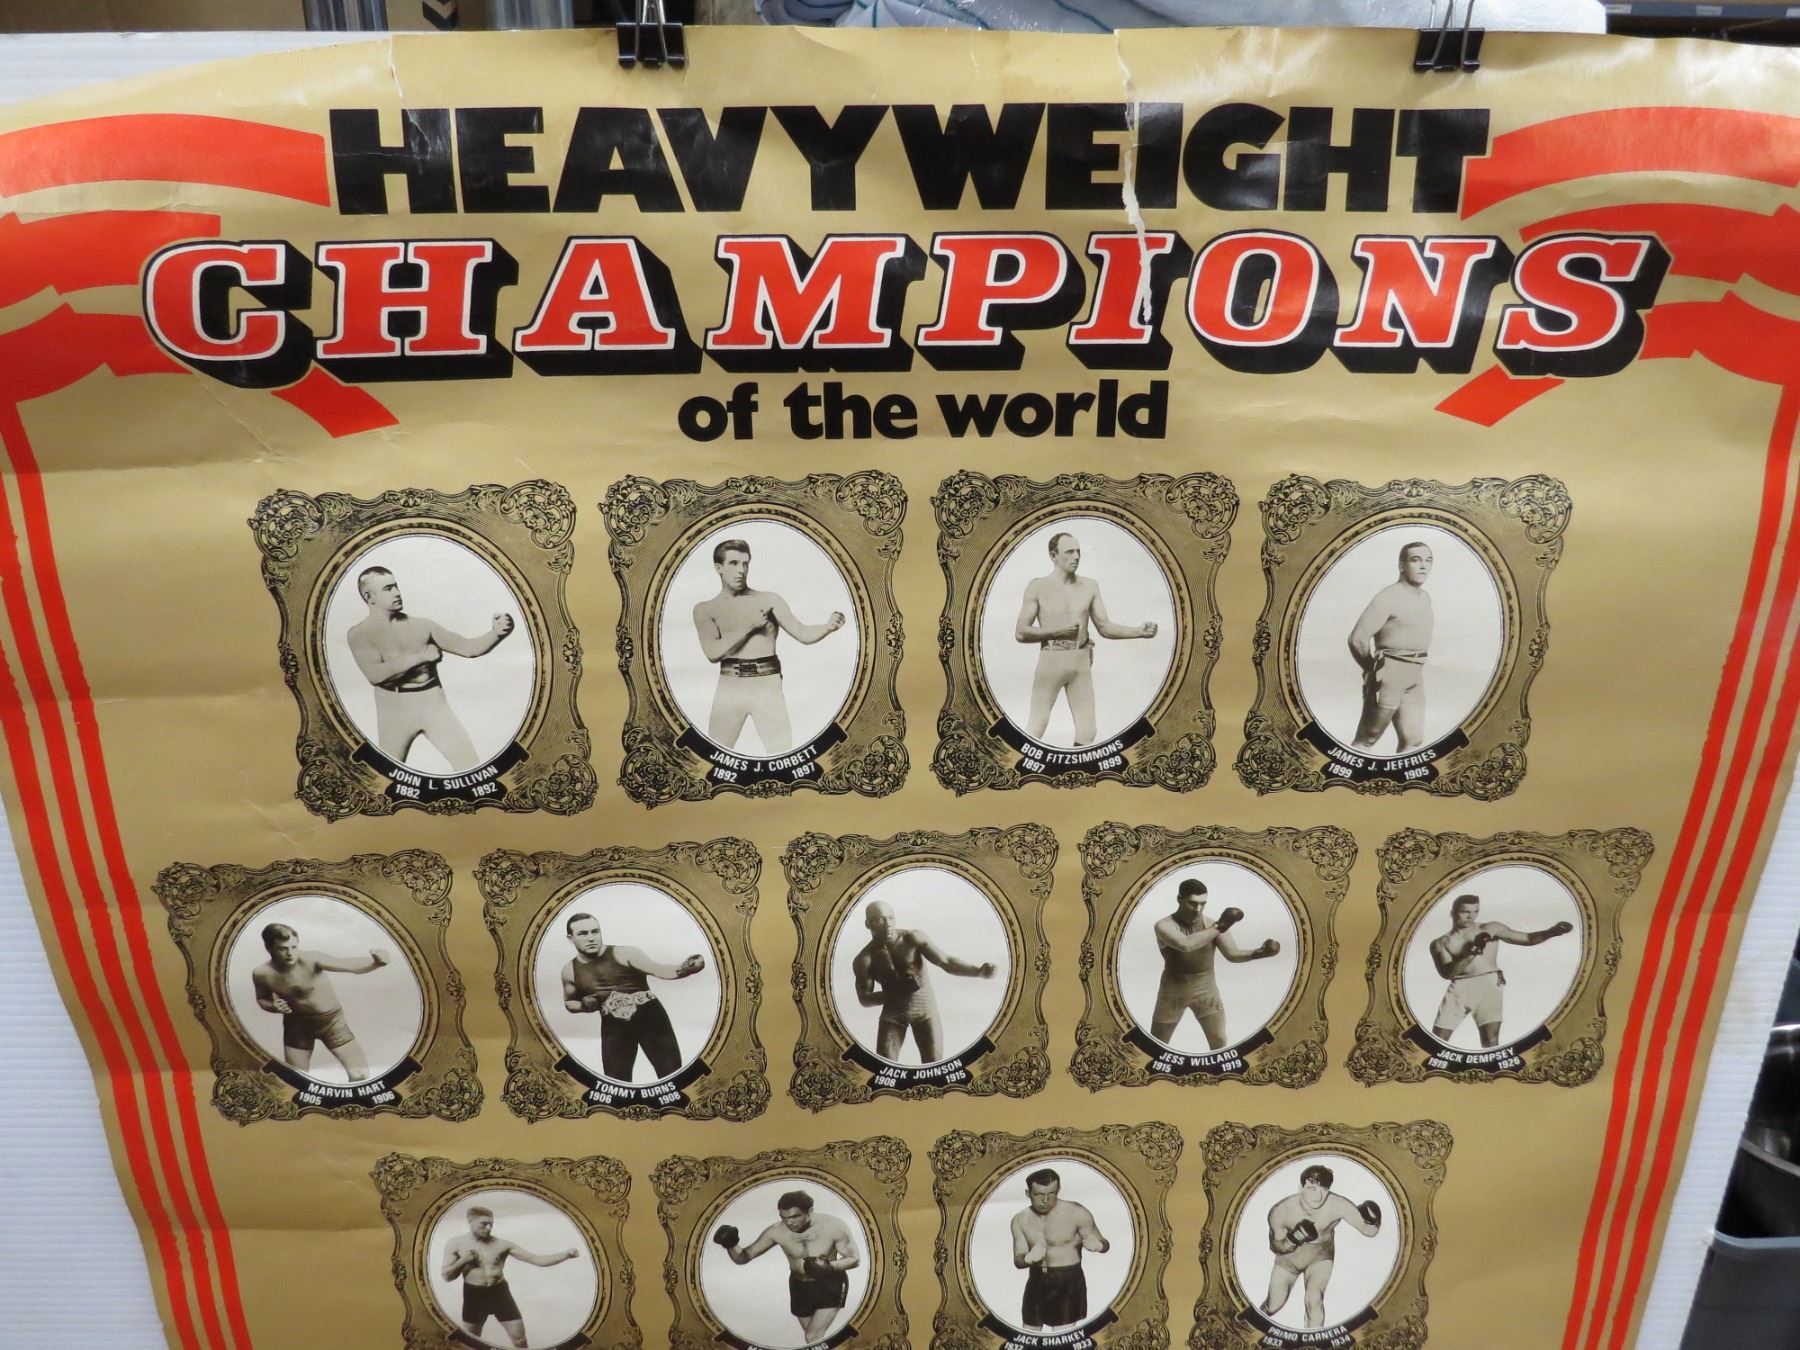 HEAVYWEIGHT
CHAMPIONS
of the world
JOHN L. SULLIVAN
1882 1892
JAMES J. CORBETT
1892 1897
BOB FITZSIMMONS
1897 1899
JAMES J. JEFFRIES
1899 1905
MARVIN HART
1905 1906
TOMMY BURNS
1906 1908
JACK JOHNSON
1908 1915
JESS WILLARD
1915 1919
JACK DEMPSEY
1919 1926
JACK SHARKEY
1932 1933
PRIMO CARNERA
1933 1934